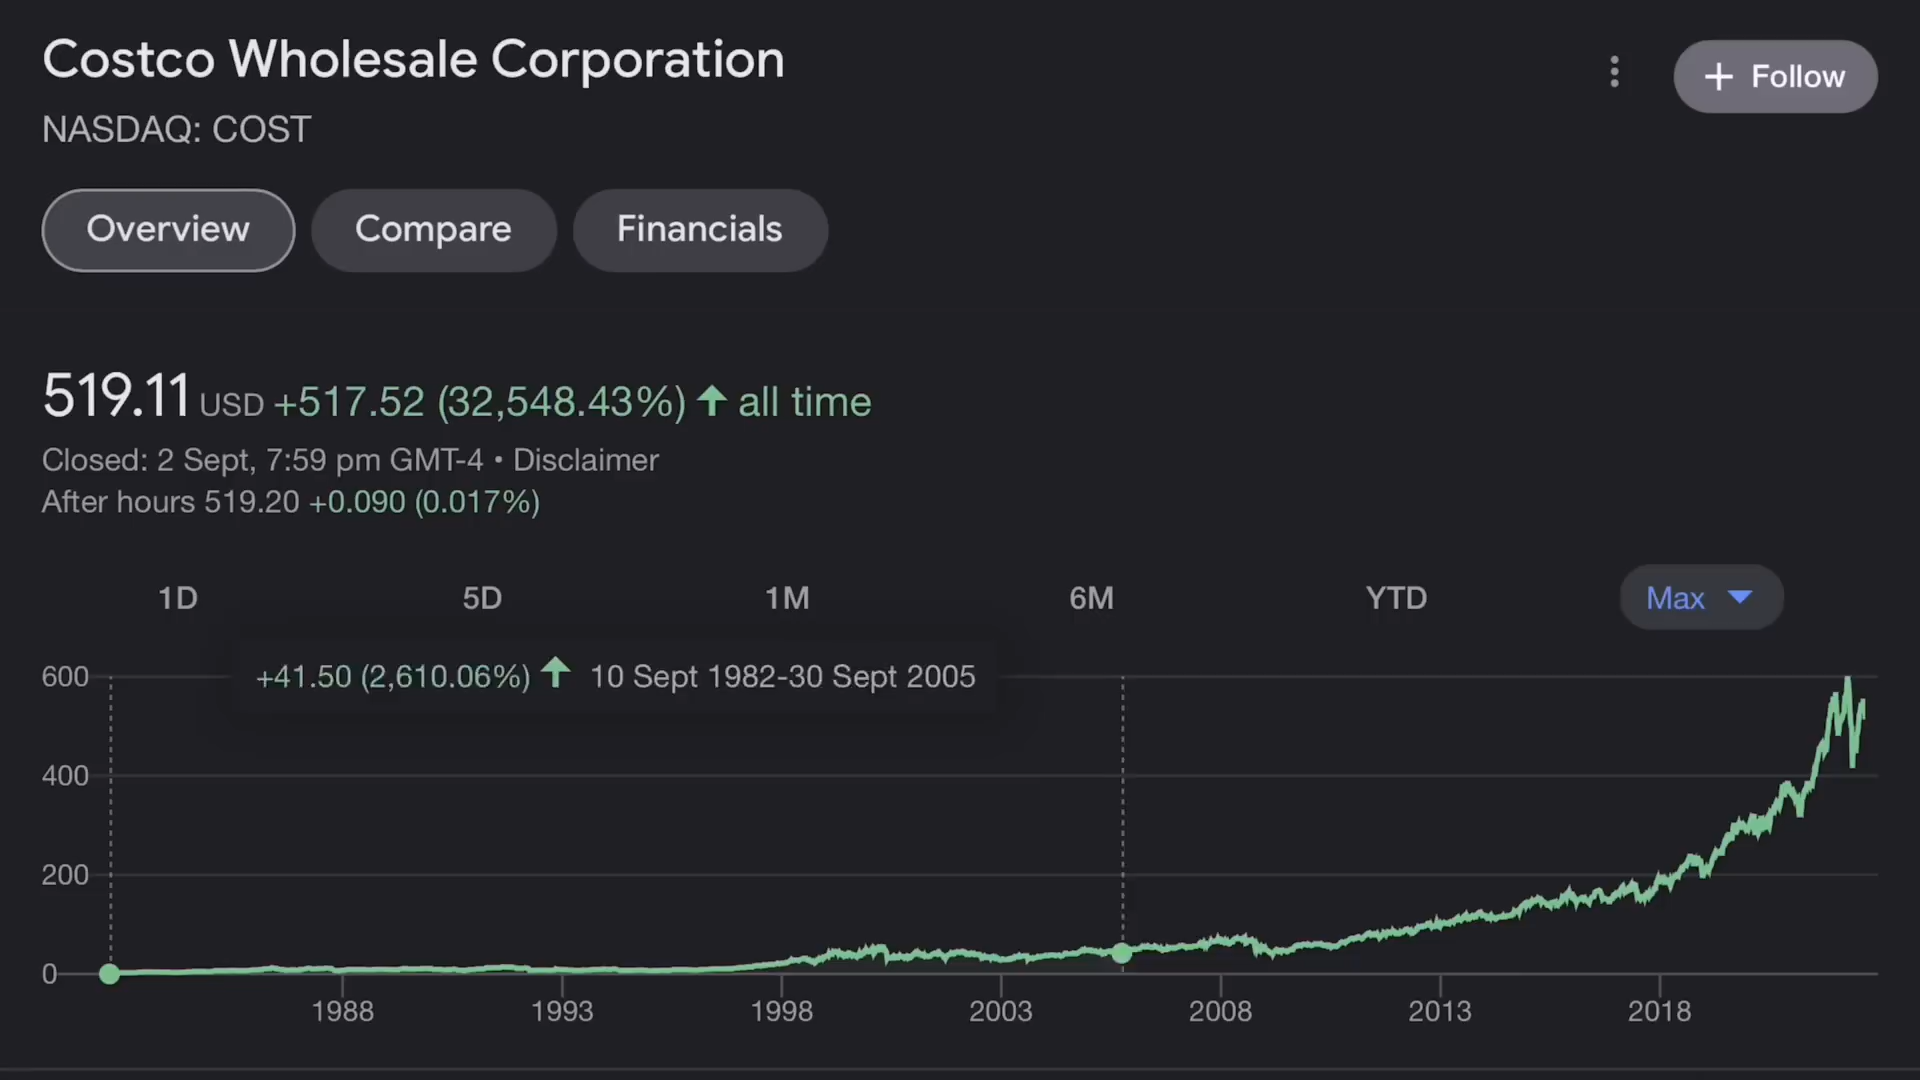 Costco Wholesale Corporation
+ Follow
NASDAQ: COST
Overview Compare Financials
519.11 USD +517.52 (32,548.43%) ↑ all time
Closed: 2 Sept, 7:59 pm GMT-4 • Disclaimer
After hours 519.20 +0.090 (0.017%)
1D 5D 1M 6M YTD Max
+41.50 (2,610.06%) ↑ 10 Sept 1982-30 Sept 2005
600
400
200
0
1988 1993 1998 2003 2008 2013 2018